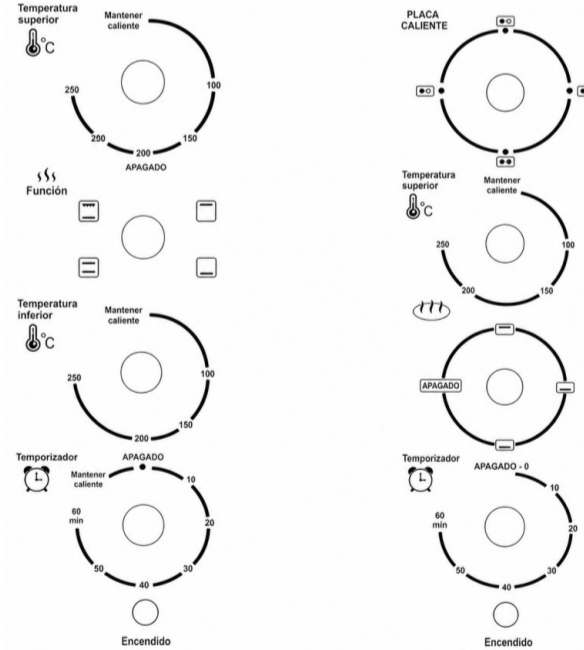 Temperatura
superior
°C
Mantener
caliente
100
150
200
200
250
APAGADO
Función
Temperatura
inferior
°C
Mantener
caliente
100
150
200
250
Temporizador
APAGADO
Mantener
caliente
10
20
30
40
50
60
min
Encendido
PLACA
CALIENTE
Temperatura
superior
°C
Mantener
caliente
100
150
200
250
APAGADO
Temporizador
APAGADO - 0
10
20
30
40
50
60
min
Encendido